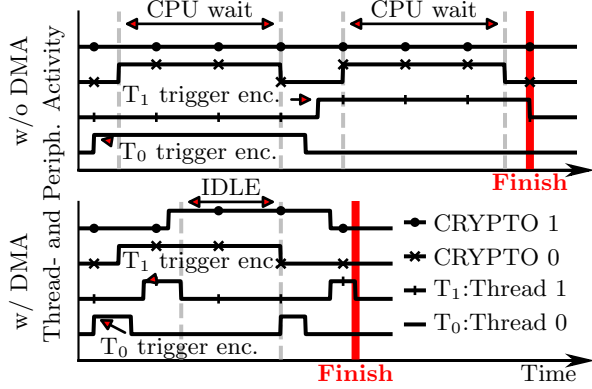 CPU wait CPU wait
T1 trigger enc.
T0 trigger enc.
Finish
IDLE
T1 trigger enc.
T0 trigger enc.
Finish
Time
CRYPTO 1
CRYPTO 0
T1:Thread 1
T0:Thread 0
w/o DMA
w/ DMA
Thread- and Periph. Activity